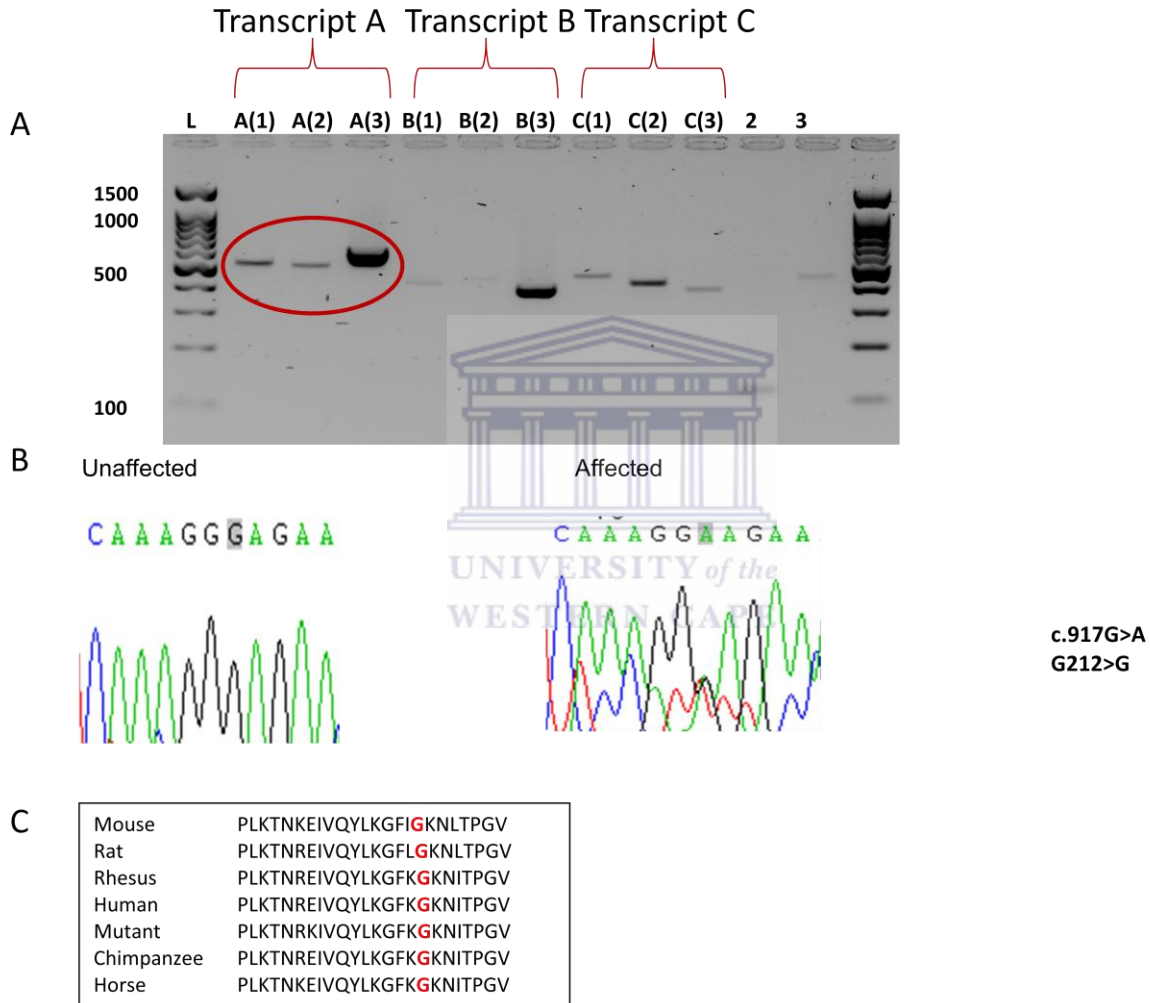 Transcript A Transcript B Transcript C
A
L A(1) A(2) A(3) B(1) B(2) B(3) C(1) C(2) C(3) 2 3
1500
1000
500
100
B
Unaffected Affected
C A A A G G G A G A A C A A A G G A A G A A
UNIVERSITY of the
WESTERN CAPE
c.917G>A
G212>G
C
Mouse PLKTNKEIVQYLKGFIGKNLTPGV
Rat PLKTNREIVQYLKGFLGKNLTPGV
Rhesus PLKTNREIVQYLKGFKGKNITPGV
Human PLKTNREIVQYLKGFKGKNITPGV
Mutant PLKTNRKIVQYLKGFKGKNITPGV
Chimpanzee PLKTNREIVQYLKGFKGKNITPGV
Horse PLKTNKEIVQYLKGFKGKNITPGV